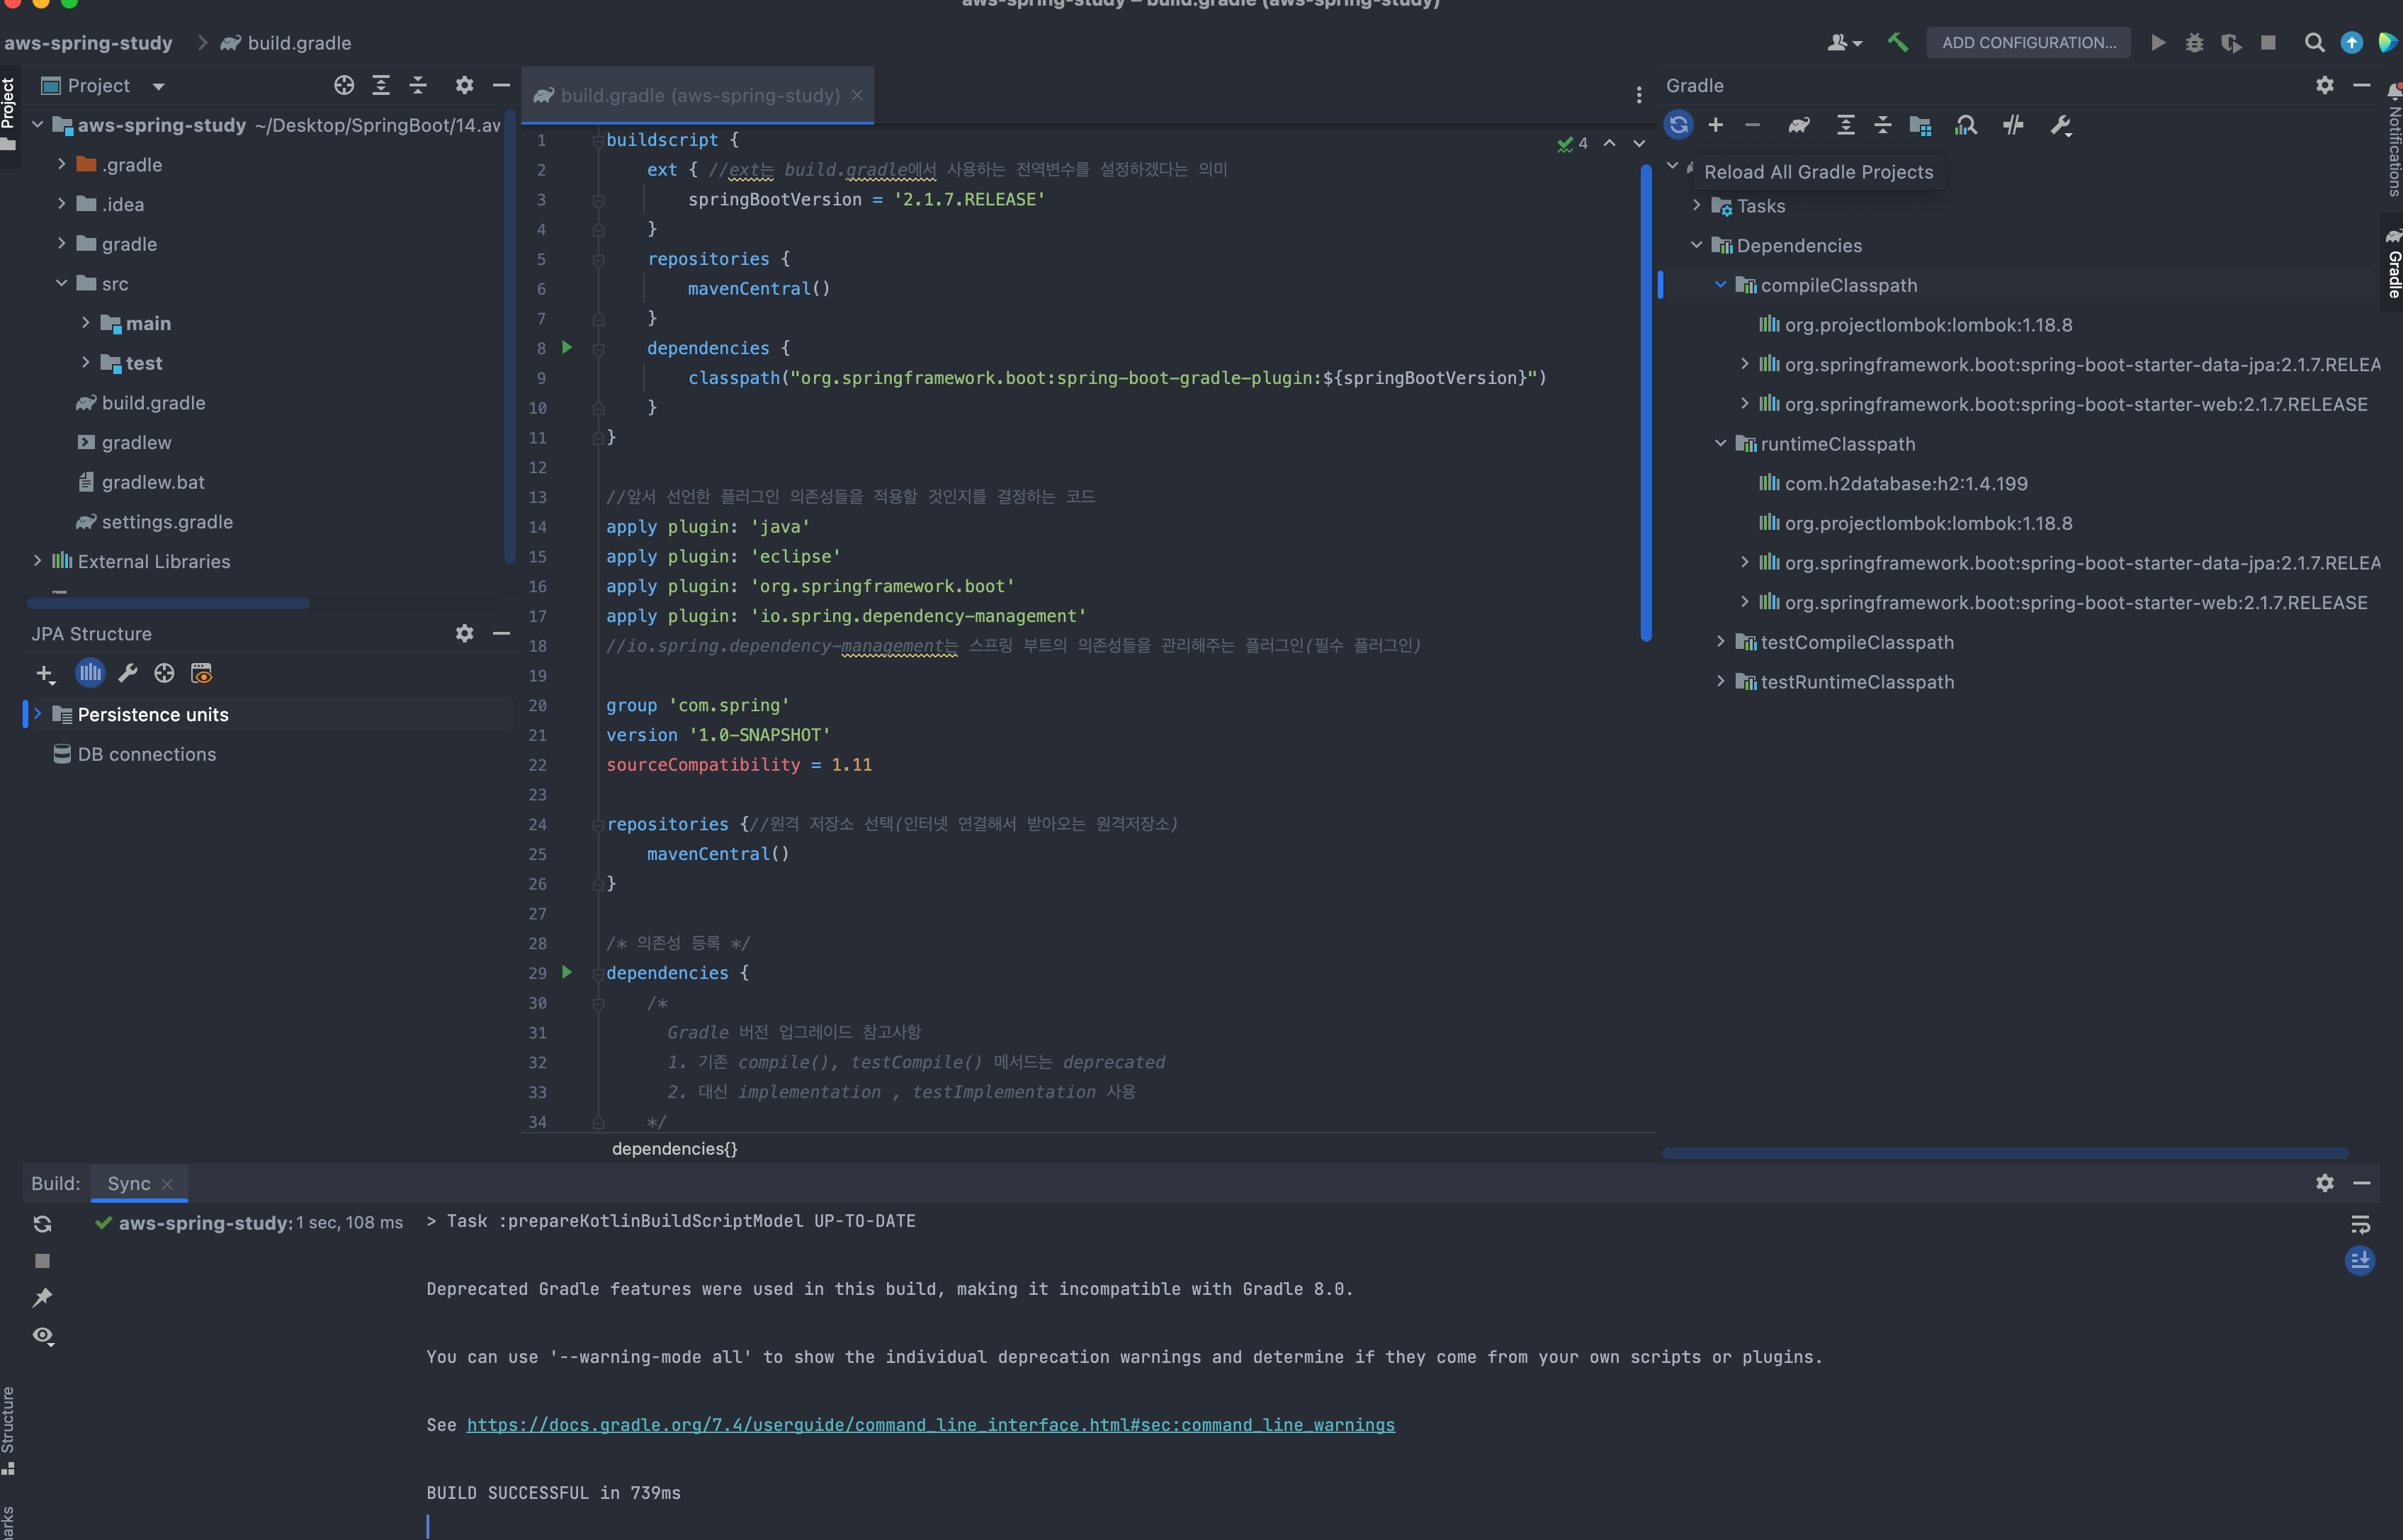 aws-spring-study – build.gradle (aws-spring-study)
aws-spring-study
build.gradle
ADD CONFIGURATION...
Project
Project
aws-spring-study ~/Desktop/SpringBoot/14.aw
.gradle
.idea
gradle
src
main
test
build.gradle
gradlew
gradlew.bat
settings.gradle
External Libraries
JPA Structure
Persistence units
DB connections
build.gradle (aws-spring-study)
4
1 buildscript {
2 ext { //ext는 build.gradle에서 사용하는 전역변수를 설정하겠다는 의미
3 springBootVersion = '2.1.7.RELEASE'
4 }
5 repositories {
6 mavenCentral()
7 }
8 dependencies {
9 classpath("org.springframework.boot:spring-boot-gradle-plugin:${springBootVersion}")
10 }
11 }
12
13 //앞서 선언한 플러그인 의존성들을 적용할 것인지를 결정하는 코드
14 apply plugin: 'java'
15 apply plugin: 'eclipse'
16 apply plugin: 'org.springframework.boot'
17 apply plugin: 'io.spring.dependency-management'
18 //io.spring.dependency-management는 스프링 부트의 의존성들을 관리해주는 플러그인(필수 플러그인)
19
20 group 'com.spring'
21 version '1.0-SNAPSHOT'
22 sourceCompatibility = 1.11
23
24 repositories {//원격 저장소 선택(인터넷 연결해서 받아오는 원격저장소)
25 mavenCentral()
26 }
27
28 /* 의존성 등록 */
29 dependencies {
30 /*
31 Gradle 버전 업그레이드 참고사항
32 1. 기존 compile(), testCompile() 메서드는 deprecated
33 2. 대신 implementation , testImplementation 사용
34 */
dependencies{}
Gradle
Reload All Gradle Projects
Tasks
Dependencies
compileClasspath
org.projectlombok:lombok:1.18.8
org.springframework.boot:spring-boot-starter-data-jpa:2.1.7.RELEA
org.springframework.boot:spring-boot-starter-web:2.1.7.RELEASE
runtimeClasspath
com.h2database:h2:1.4.199
org.projectlombok:lombok:1.18.8
org.springframework.boot:spring-boot-starter-data-jpa:2.1.7.RELEA
org.springframework.boot:spring-boot-starter-web:2.1.7.RELEASE
testCompileClasspath
testRuntimeClasspath
Notifications
Gradle
Build: Sync
aws-spring-study: 1 sec, 108 ms
> Task :prepareKotlinBuildScriptModel UP-TO-DATE
Deprecated Gradle features were used in this build, making it incompatible with Gradle 8.0.
You can use '--warning-mode all' to show the individual deprecation warnings and determine if they come from your own scripts or plugins.
See https://docs.gradle.org/7.4/userguide/command_line_interface.html#sec:command_line_warnings
BUILD SUCCESSFUL in 739ms
Structure
arks